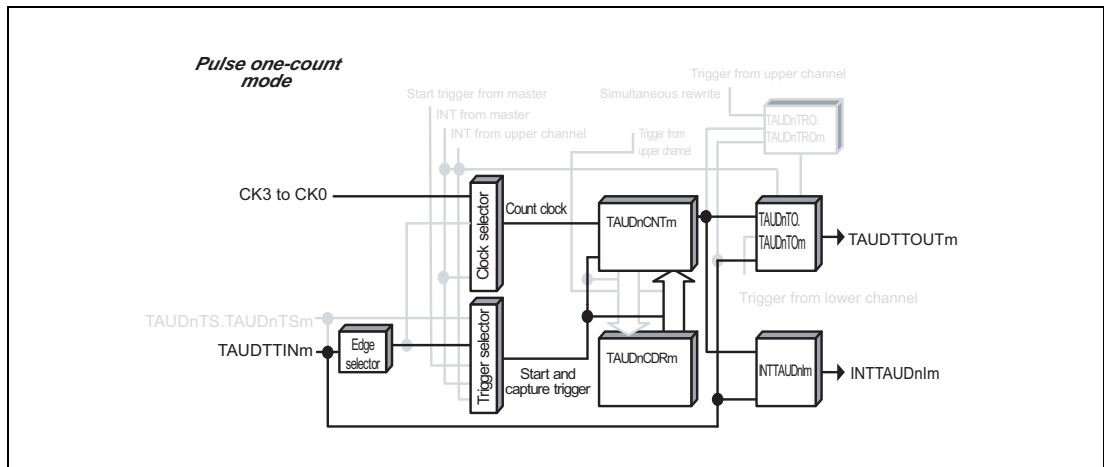 Pulse one-count
mode
Trigger from upper channel
Start trigger from master
Simultaneous rewrite
INT from master
INT from upper channel
Trigger from
upper channel
TAUDnTRO.
TAUDnTROm
CK3 to CK0
Clock selector
Count clock
TAUDnCNTm
TAUDnTO.
TAUDnTOm
TAUDTTOUTm
Trigger from lower channel
TAUDnTS.TAUDnTSm
TAUDTTINm
Edge
selector
Trigger selector
Start and
capture trigger
TAUDnCDRm
INTTAUDnIm
INTTAUDnIm